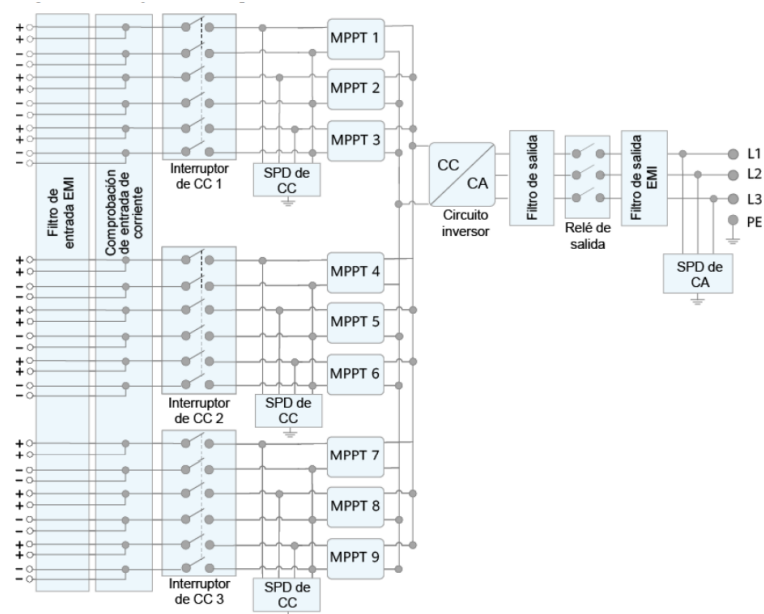 +
+
−
−
+
+
−
−
+
+
−
−
Filtro de
entrada EMI
Comprobación
de entrada de
corriente
Interruptor
de CC 1
SPD de
CC
MPPT 1
MPPT 2
MPPT 3
+
+
−
−
+
+
−
−
+
+
−
−
Interruptor
de CC 2
SPD de
CC
MPPT 4
MPPT 5
MPPT 6
+
+
−
−
+
+
−
−
+
+
−
−
Interruptor
de CC 3
SPD de
CC
MPPT 7
MPPT 8
MPPT 9
CC
CA
Circuito
inversor
Filtro de salida
Relé de
salida
Filtro de salida
EMI
L1
L2
L3
PE
SPD de
CA